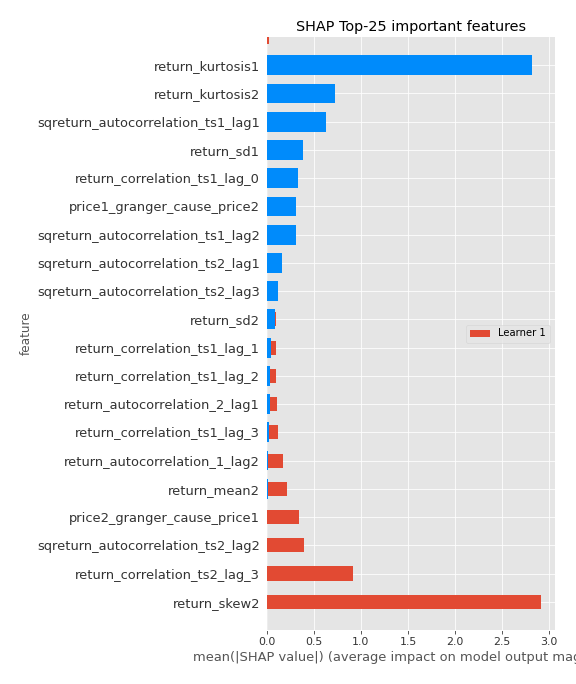 SHAP Top-25 important features
return_kurtosis1
return_kurtosis2
sqreturn_autocorrelation_ts1_lag1
return_sd1
return_correlation_ts1_lag_0
price1_granger_cause_price2
sqreturn_autocorrelation_ts1_lag2
sqreturn_autocorrelation_ts2_lag1
sqreturn_autocorrelation_ts2_lag3
return_sd2
feature
Learner 1
return_correlation_ts1_lag_1
return_correlation_ts1_lag_2
return_autocorrelation_2_lag1
return_correlation_ts1_lag_3
return_autocorrelation_1_lag2
return_mean2
price2_granger_cause_price1
sqreturn_autocorrelation_ts2_lag2
return_correlation_ts2_lag_3
return_skew2
0.0 0.5 1.0 1.5 2.0 2.5 3.0
mean(|SHAP value|) (average impact on model output mag